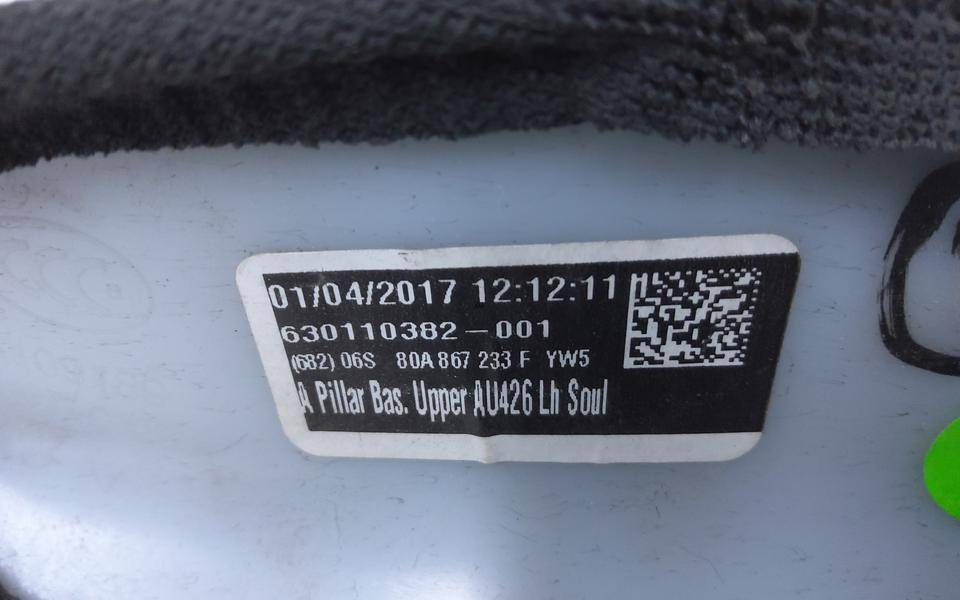 01/04/2017 12:12:11
630110382-001
(682) 06S 80A 867 233 F YW5
A Pillar Bas. Upper AU426 Lh Soul